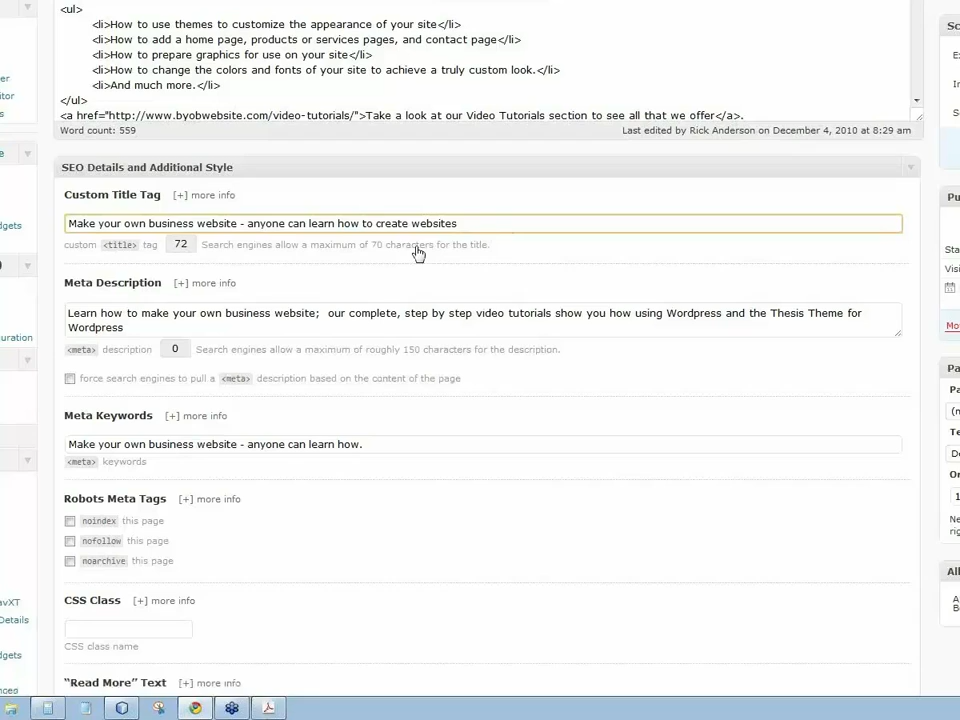 <ul>
<li>How to use themes to customize the appearance of your site</li>
<li>How to add a home page, products or services pages, and contact page</li>
<li>How to prepare graphics for use on your site</li>
<li>How to change the colors and fonts of your site to achieve a truly custom look.</li>
<li>And much more.</li>
</ul>
<a href="http://www.byobwebsite.com/video-tutorials/">Take a look at our Video Tutorials section to see all that we offer</a>.
Word count: 559 Last edited by Rick Anderson on December 4, 2010 at 8:29 am
SEO Details and Additional Style
Custom Title Tag [+] more info
Make your own business website - anyone can learn how to create websites
custom <title> tag 72 Search engines allow a maximum of 70 characters for the title.
Meta Description [+] more info
Learn how to make your own business website;  our complete, step by step video tutorials show you how using Wordpress and the Thesis Theme for
Wordpress
<meta> description 0 Search engines allow a maximum of roughly 150 characters for the description.
force search engines to pull a <meta> description based on the content of the page
Meta Keywords [+] more info
Make your own business website - anyone can learn how.
<meta> keywords
Robots Meta Tags [+] more info
noindex this page
nofollow this page
noarchive this page
CSS Class [+] more info
CSS class name
“Read More” Text [+] more info